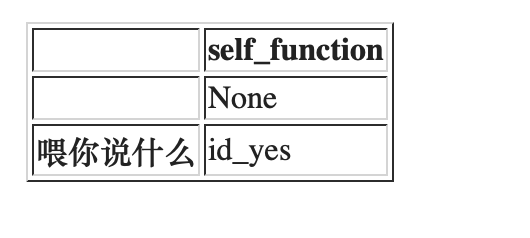 self_function
None
喂你说什么 id_yes